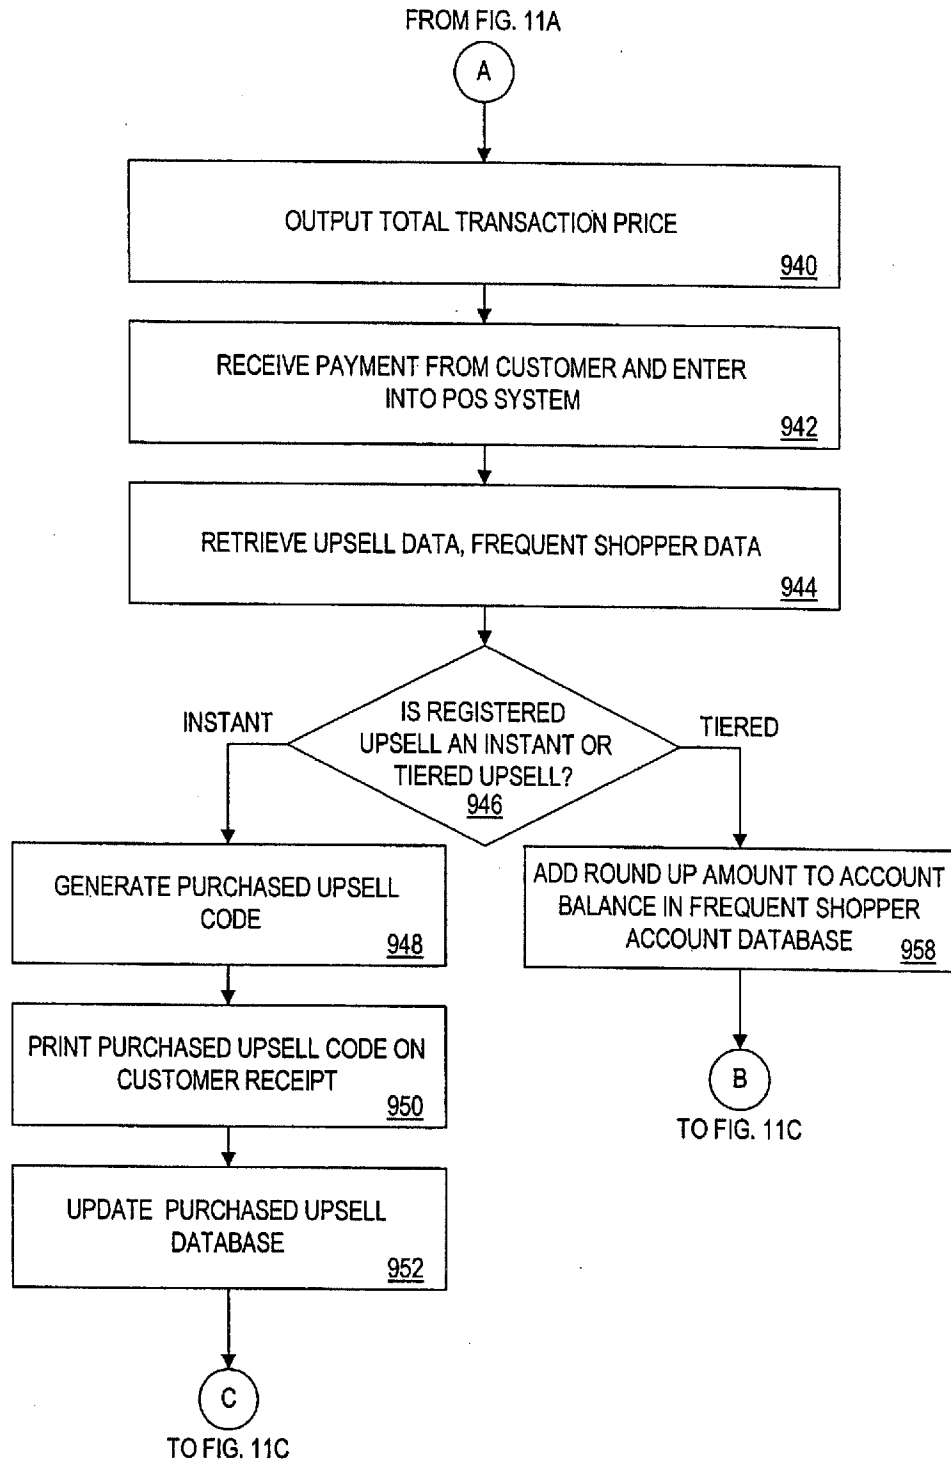 FROM FIG. 11A
A
OUTPUT TOTAL TRANSACTION PRICE
940
RECEIVE PAYMENT FROM CUSTOMER AND ENTER
INTO POS SYSTEM
942
RETRIEVE UPSELL DATA, FREQUENT SHOPPER DATA
944
IS REGISTERED
UPSELL AN INSTANT OR
TIERED UPSELL?
946
INSTANT
TIERED
GENERATE PURCHASED UPSELL
CODE
948
PRINT PURCHASED UPSELL CODE ON
CUSTOMER RECEIPT
950
UPDATE PURCHASED UPSELL
DATABASE
952
C
TO FIG. 11C
ADD ROUND UP AMOUNT TO ACCOUNT
BALANCE IN FREQUENT SHOPPER
ACCOUNT DATABASE
958
B
TO FIG. 11C